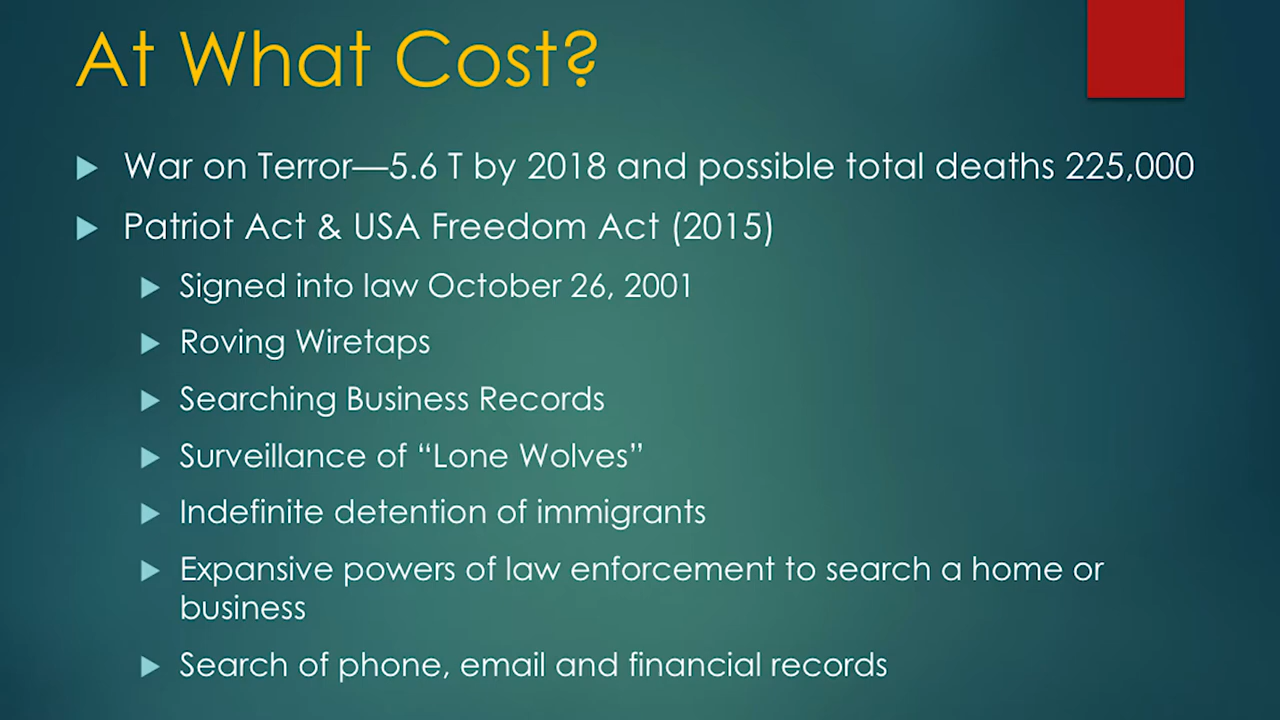 At What Cost?
War on Terror—5.6 T by 2018 and possible total deaths 225,000
Patriot Act & USA Freedom Act (2015)
Signed into law October 26, 2001
Roving Wiretaps
Searching Business Records
Surveillance of “Lone Wolves”
Indefinite detention of immigrants
Expansive powers of law enforcement to search a home or
business
Search of phone, email and financial records